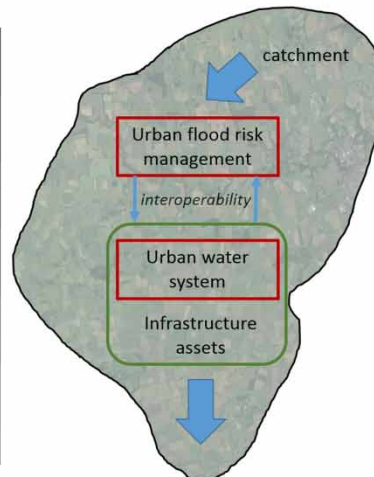 catchment
Urban flood risk
management
interoperability
Urban water
system
Infrastructure
assets